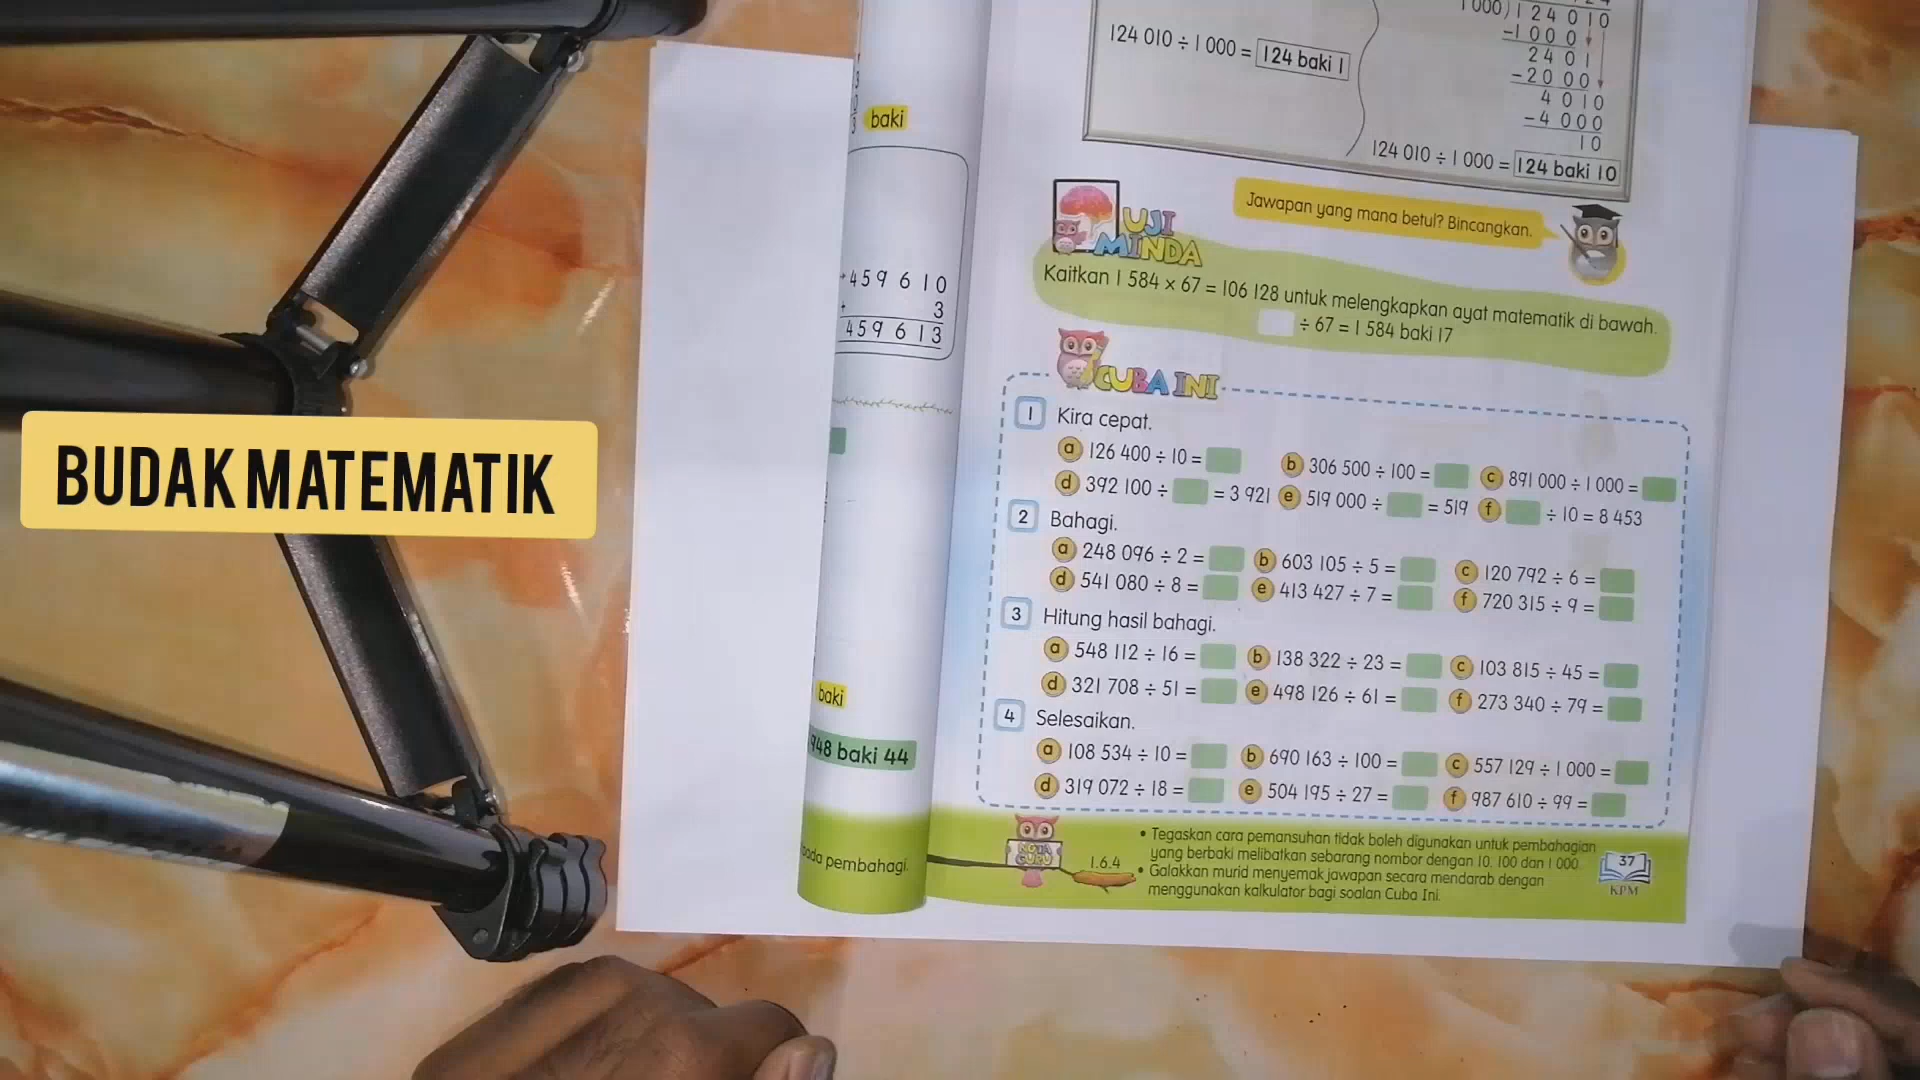 BUDAK MATEMATIK
baki
459 610
+ 3
459 613
baki
948 baki 44
pada pembahagi.
124 010 ÷ 1 000 = 124 baki 1
1 000) 1 2 4 0 1 0
-1 0 0 0
2 4 0 1
-2 0 0 0
4 0 1 0
-4 0 0 0
1 0
124 010 ÷ 1 000 = 124 baki 10
Jawapan yang mana betul? Bincangkan.
UJI
MINDA
Kaitkan 1 584 × 67 = 106 128 untuk melengkapkan ayat matematik di bawah.
÷ 67 = 1 584 baki 17
CUBA INI
1 Kira cepat.
a 126 400 ÷ 10 = b 306 500 ÷ 100 = c 891 000 ÷ 1 000 =
d 392 100 ÷ = 3 921 e 519 000 ÷ = 519 f ÷ 10 = 8 453
2 Bahagi.
a 248 096 ÷ 2 = b 603 105 ÷ 5 = c 120 792 ÷ 6 =
d 541 080 ÷ 8 = e 413 427 ÷ 7 = f 720 315 ÷ 9 =
3 Hitung hasil bahagi.
a 548 112 ÷ 16 = b 138 322 ÷ 23 = c 103 815 ÷ 45 =
d 321 708 ÷ 51 = e 498 126 ÷ 61 = f 273 340 ÷ 79 =
4 Selesaikan.
a 108 534 ÷ 10 = b 690 163 ÷ 100 = c 557 129 ÷ 1 000 =
d 319 072 ÷ 18 = e 504 195 ÷ 27 = f 987 610 ÷ 99 =
NOTA
GURU
1.6.4
• Tegaskan cara pemansuhan tidak boleh digunakan untuk pembahagian
yang berbaki melibatkan sebarang nombor dengan 10, 100 dan 1 000.
• Galakkan murid menyemak jawapan secara mendarab dengan
menggunakan kalkulator bagi soalan Cuba Ini.
37
KPM